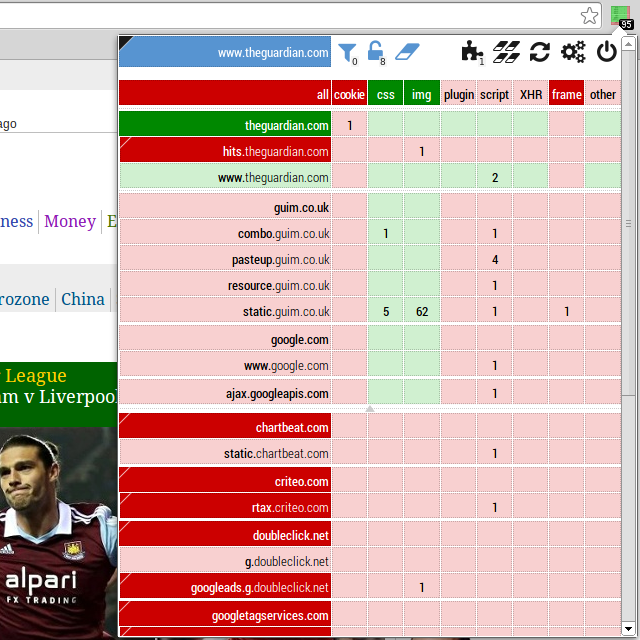 95
www.theguardian.com 0 8 1
all cookie css img plugin script XHR frame other
ago
theguardian.com 1
hits.theguardian.com 1
www.theguardian.com 2
guim.co.uk
ness Money E
combo.guim.co.uk 1 1
pasteup.guim.co.uk 4
resource.guim.co.uk 1
rozone China
static.guim.co.uk 5 62 1 1
google.com
www.google.com 1
League
ajax.googleapis.com 1
am v Liverpool
chartbeat.com
static.chartbeat.com 1
criteo.com
rtax.criteo.com 1
doubleclick.net
g.doubleclick.net
alpari
googleads.g.doubleclick.net 1
FX TRADING
googletagservices.com